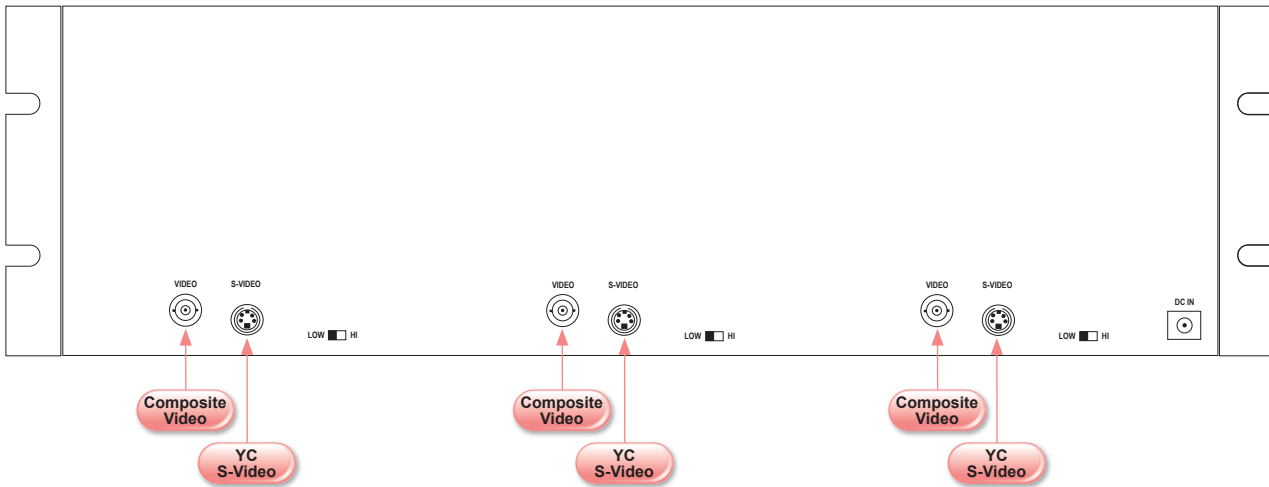 VIDEO S-VIDEO VIDEO S-VIDEO VIDEO S-VIDEO
DC IN
LOW HI LOW HI LOW HI
Composite
Video
Composite
Video
Composite
Video
YC
S-Video
YC
S-Video
YC
S-Video